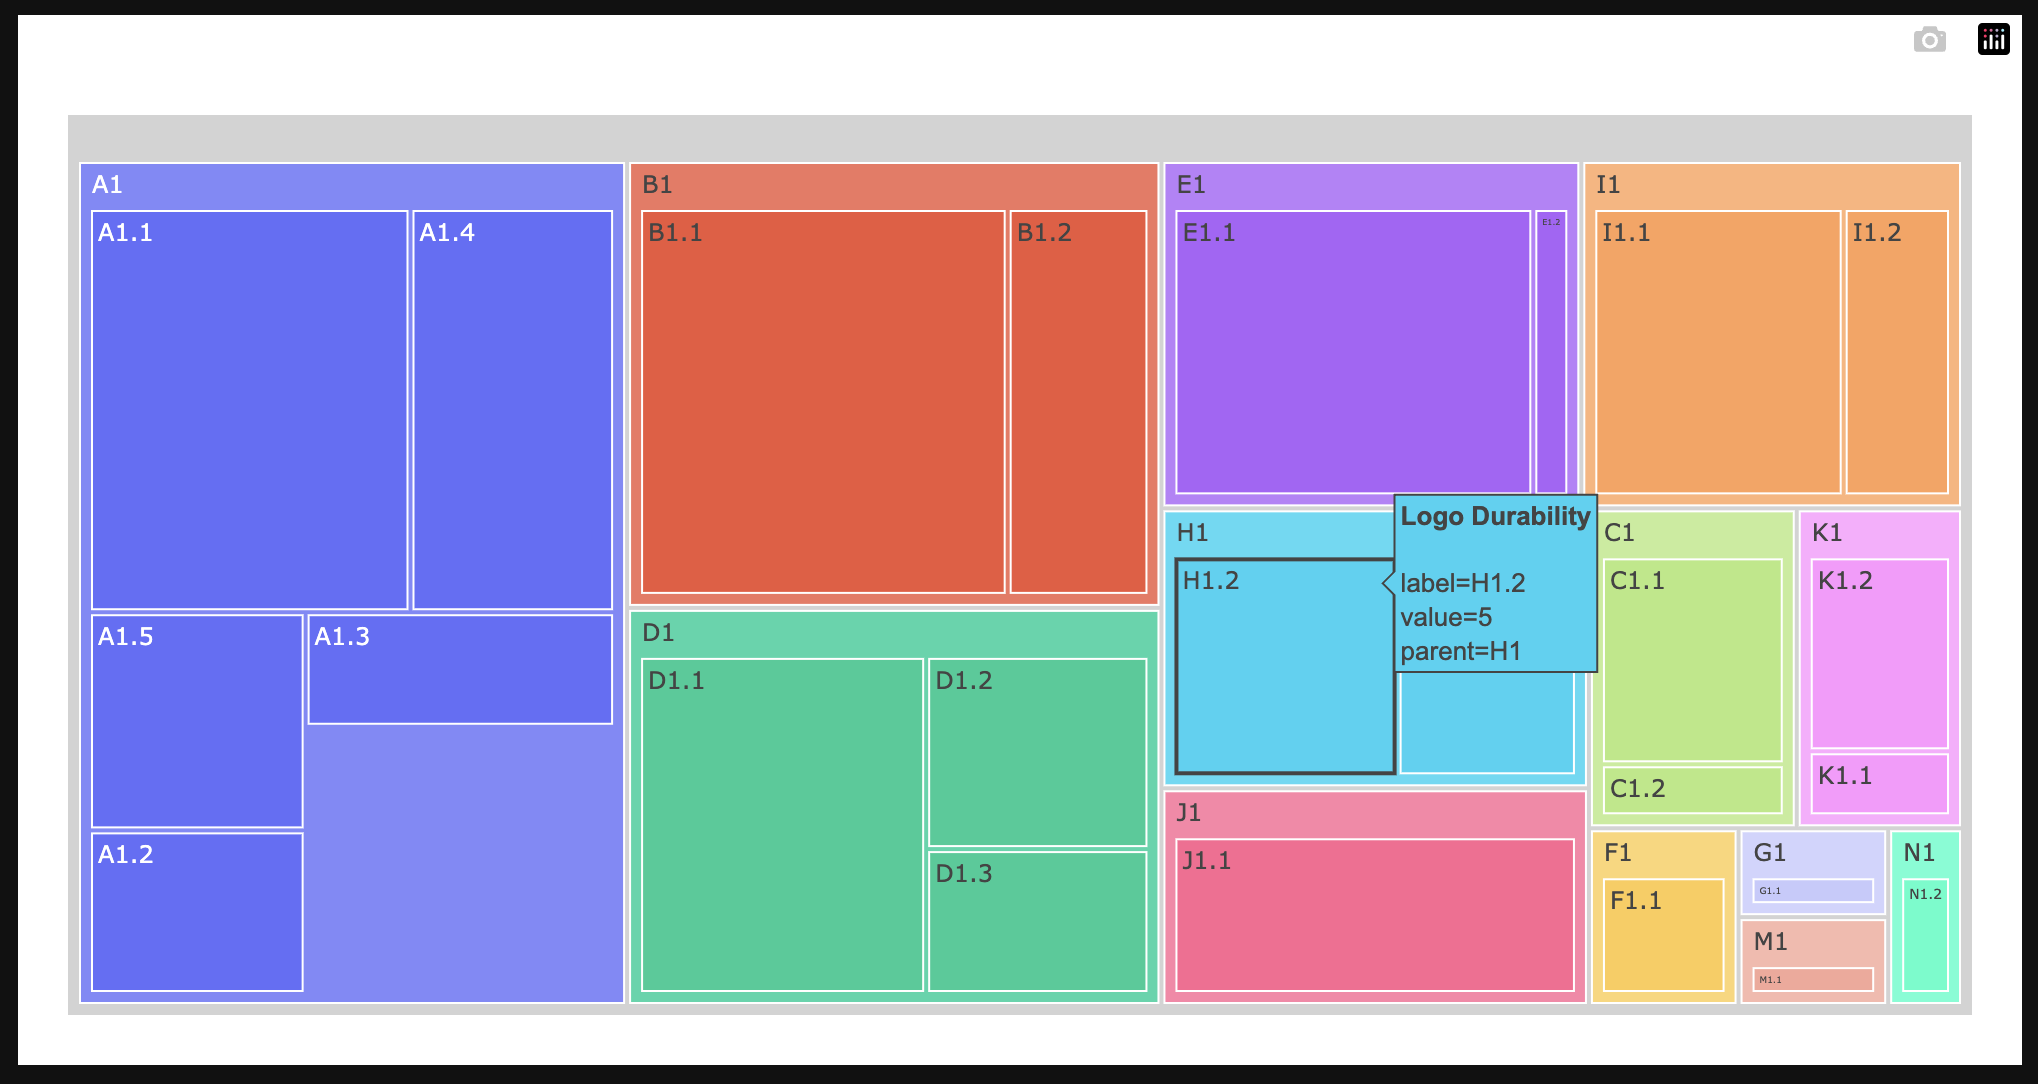 A1
A1.1
A1.4
A1.5
A1.3
A1.2
B1
B1.1
B1.2
D1
D1.1
D1.2
D1.3
E1
E1.1
E1.2
I1
I1.1
I1.2
H1
H1.2
Logo Durability
label=H1.2
value=5
parent=H1
J1
J1.1
C1
C1.1
C1.2
K1
K1.2
K1.1
F1
F1.1
G1
G1.1
M1
M1.1
N1
N1.2